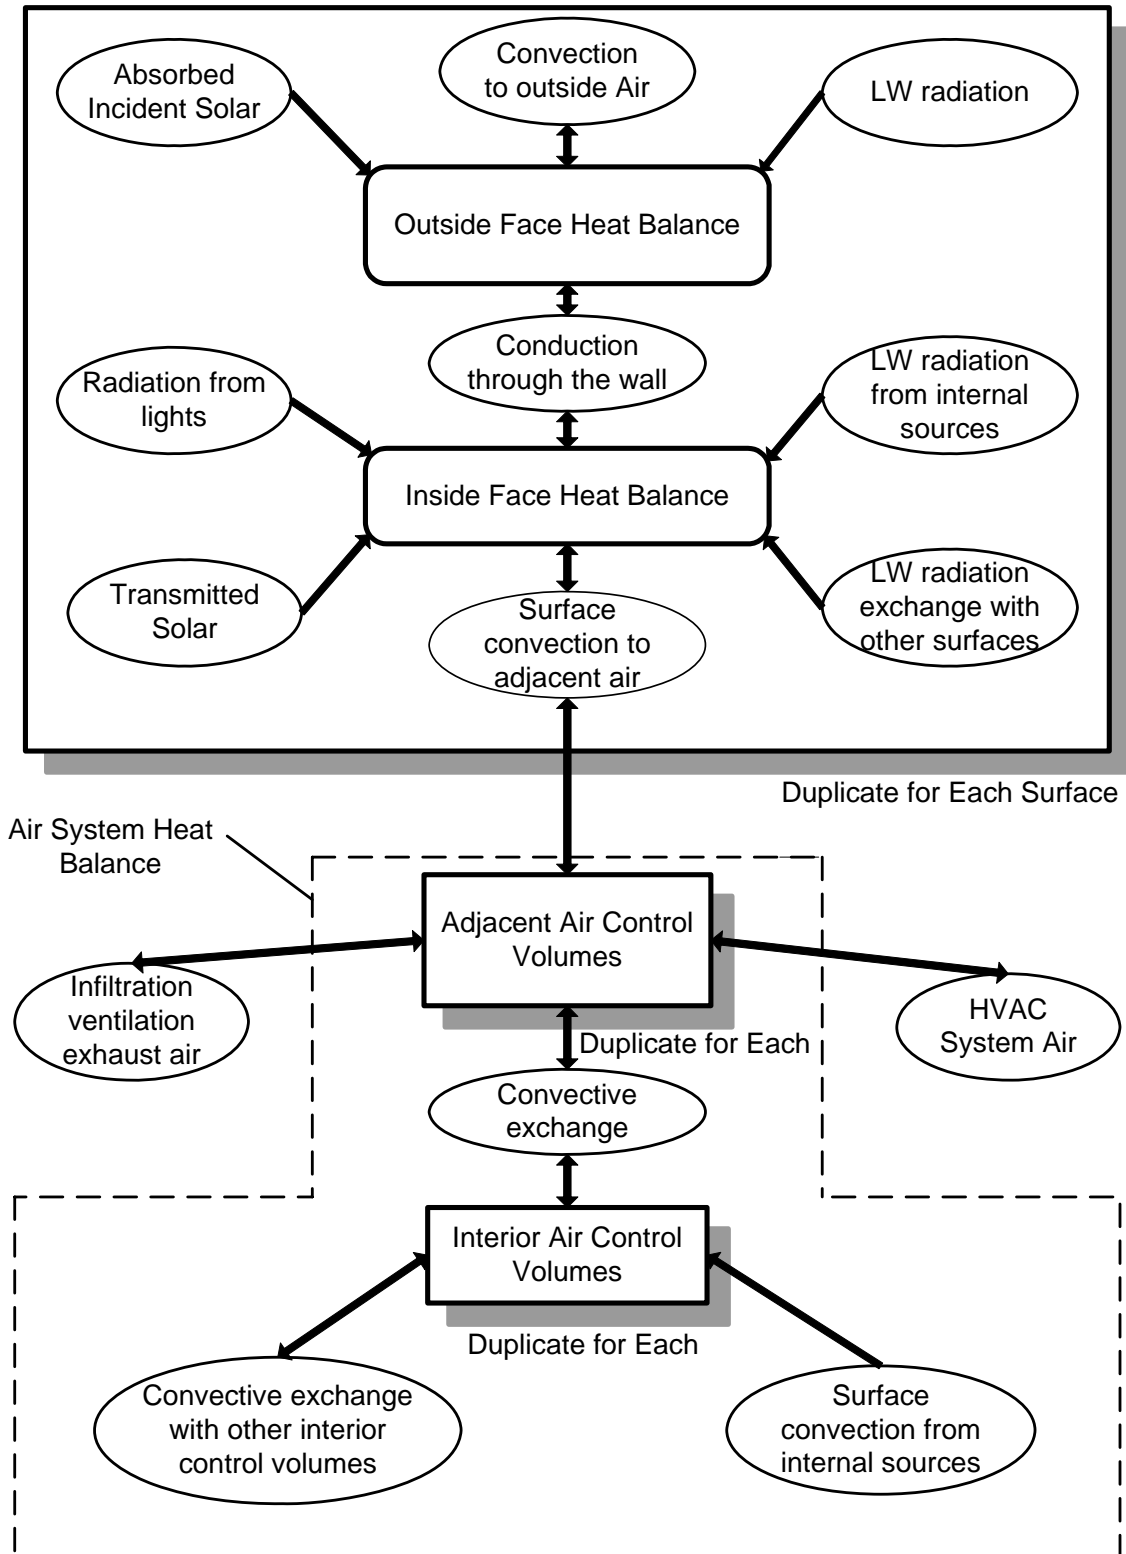 Absorbed
Incident Solar
Convection
to outside Air
LW radiation
Outside Face Heat Balance
Radiation from
lights
Conduction
through the wall
LW radiation
from internal
sources
Inside Face Heat Balance
Transmitted
Solar
Surface
convection to
adjacent air
LW radiation
exchange with
other surfaces
Duplicate for Each Surface
Air System Heat
Balance
Adjacent Air Control
Volumes
Infiltration
ventilation
exhaust air
HVAC
System Air
Duplicate for Each
Convective
exchange
Interior Air Control
Volumes
Duplicate for Each
Convective exchange
with other interior
control volumes
Surface
convection from
internal sources